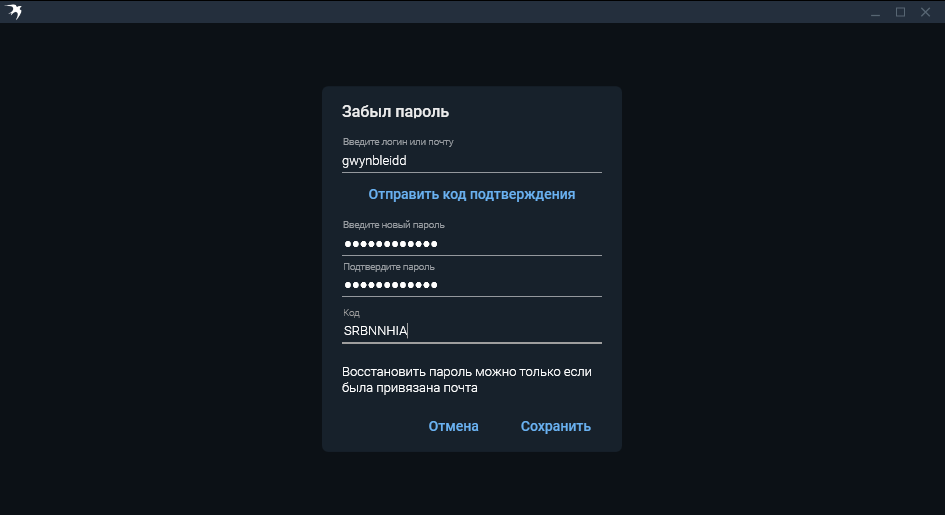 Забыл пароль
Введите логин или почту
gwynbleidd
Отправить код подтверждения
Введите новый пароль
●●●●●●●●●●●●
Подтвердите пароль
●●●●●●●●●●●●
Код
SRBNNHIA
Восстановить пароль можно только если
была привязана почта
Отмена Сохранить